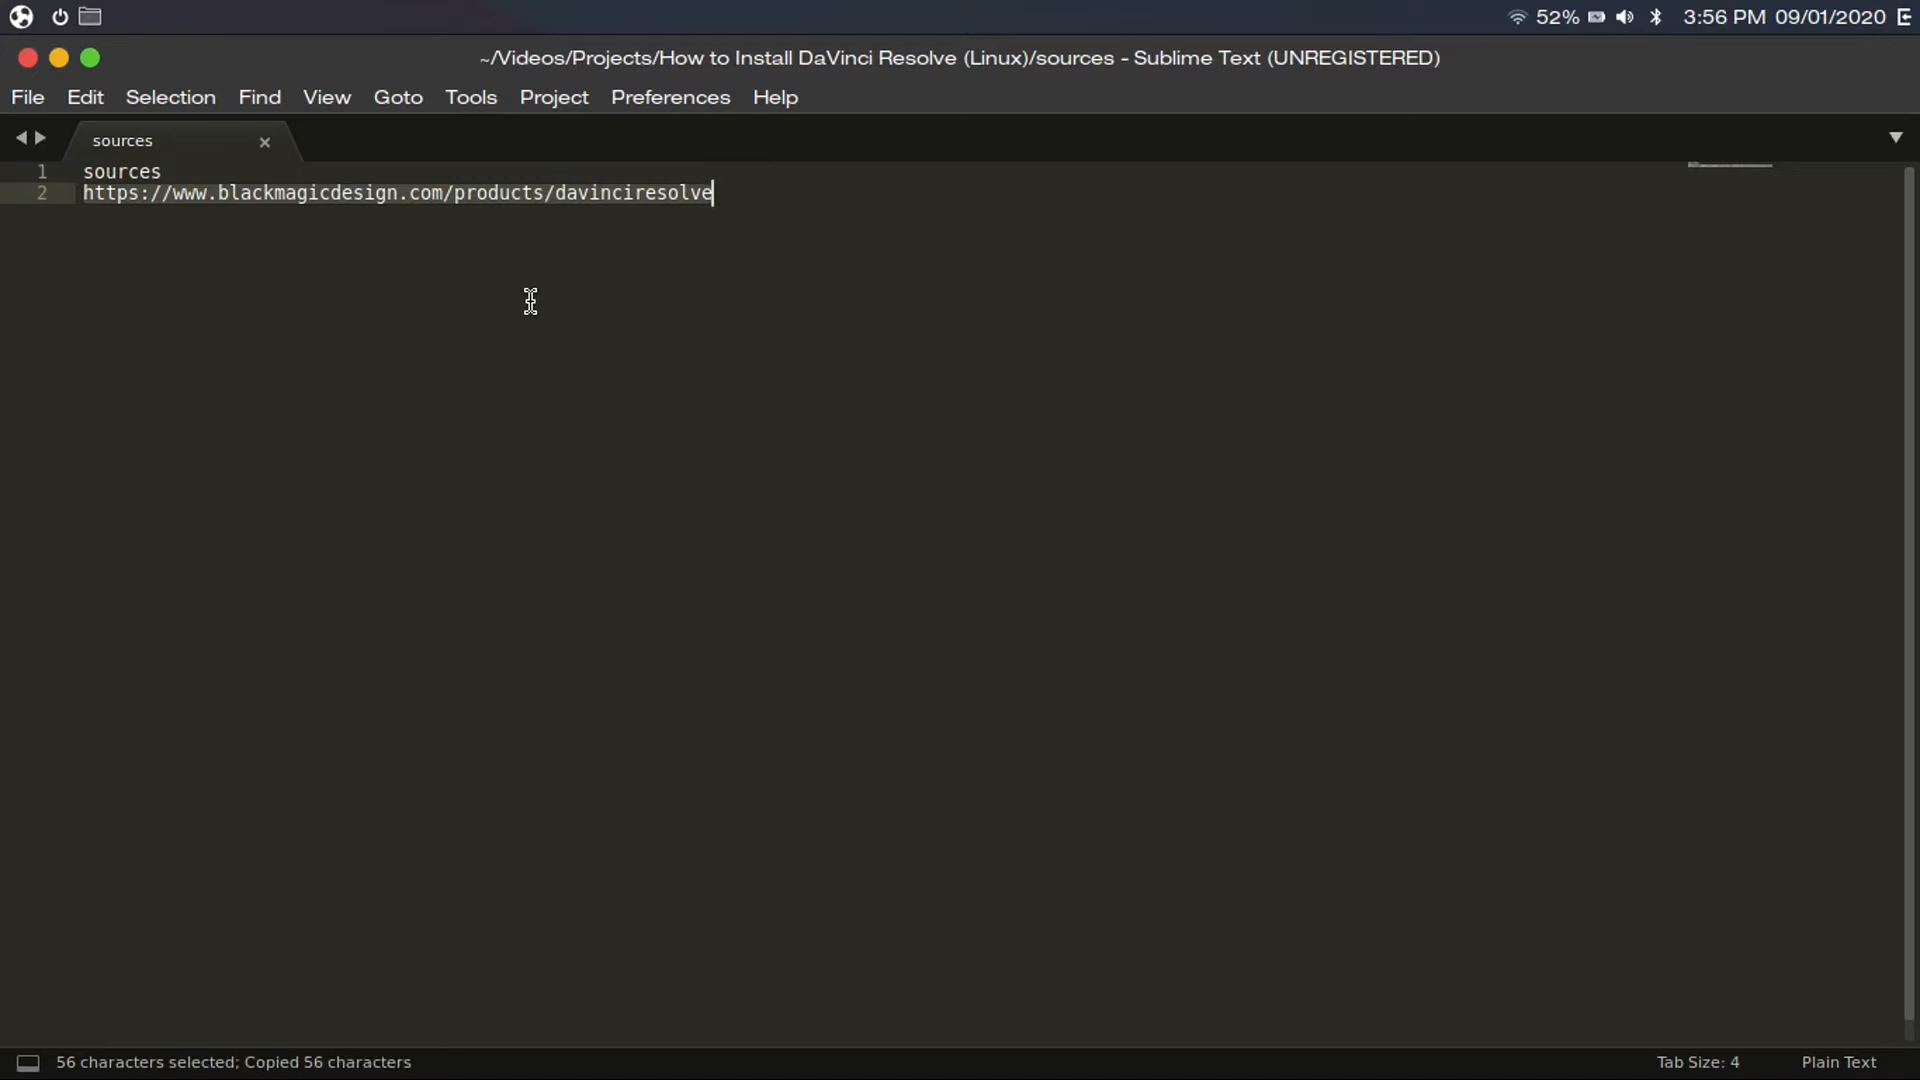 52% 3:56 PM 09/01/2020
~/Videos/Projects/How to Install DaVinci Resolve (Linux)/sources - Sublime Text (UNREGISTERED)
File Edit Selection Find View Goto Tools Project Preferences Help
sources
1 sources
2 https://www.blackmagicdesign.com/products/davinciresolve
56 characters selected; Copied 56 characters Tab Size: 4 Plain Text